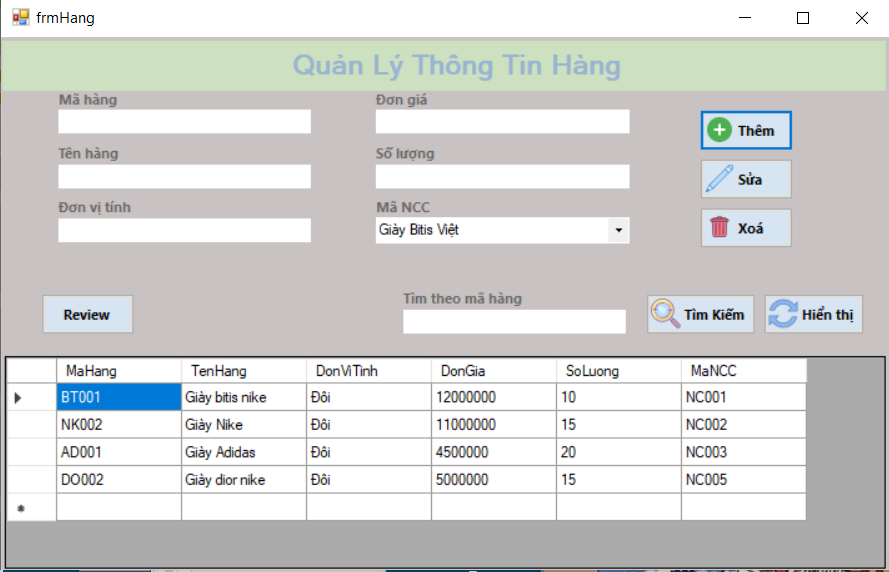 frmHang
Quản Lý Thông Tin Hàng
Mã hàng
Đơn giá
Tên hàng
Số lượng
Đơn vị tính
Mã NCC
Giày Bitis Việt
Thêm
Sửa
Xoá
Review
Tìm theo mã hàng
Tìm Kiếm
Hiển thị
MaHang TenHang DonViTinh DonGia SoLuong MaNCC
BT001 Giày bitis nike Đôi 12000000 10 NC001
NK002 Giày Nike Đôi 11000000 15 NC002
AD001 Giày Adidas Đôi 4500000 20 NC003
DO002 Giày dior nike Đôi 5000000 15 NC005